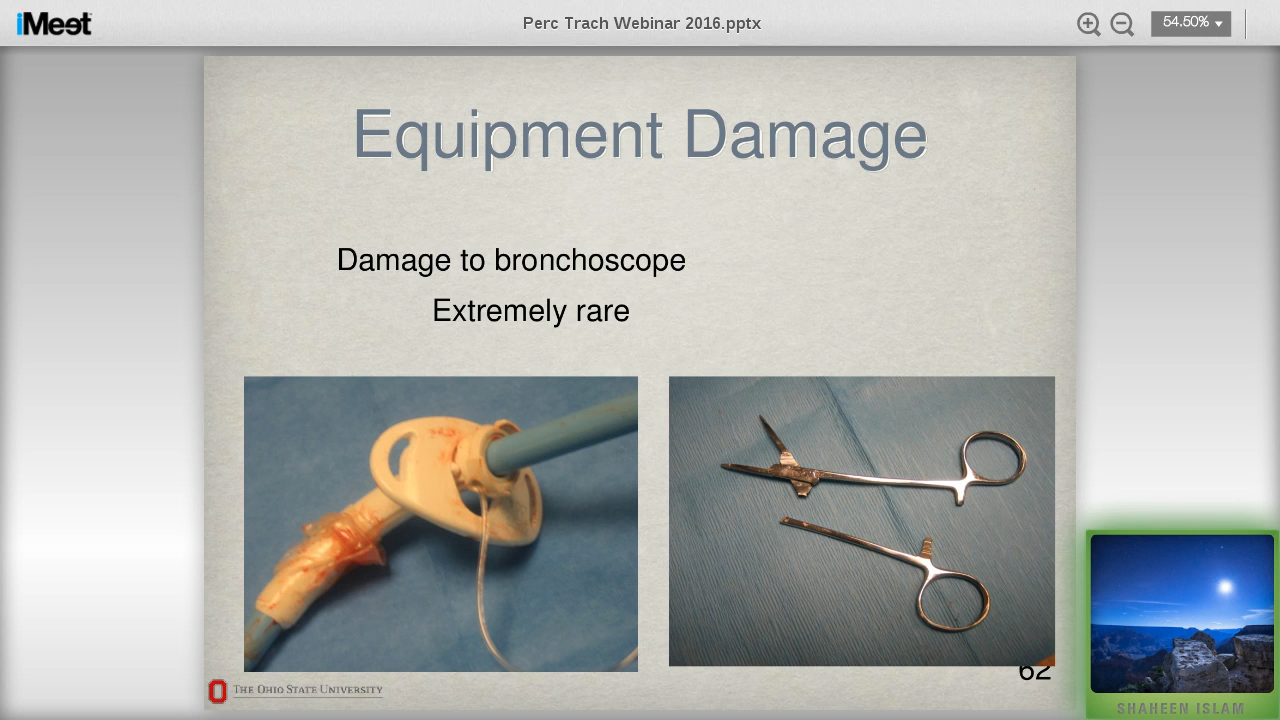 iMeet
Perc Trach Webinar 2016.pptx
54.50%
Equipment Damage
Damage to bronchoscope
Extremely rare
62
THE OHIO STATE UNIVERSITY
SHAHEEN ISLAM